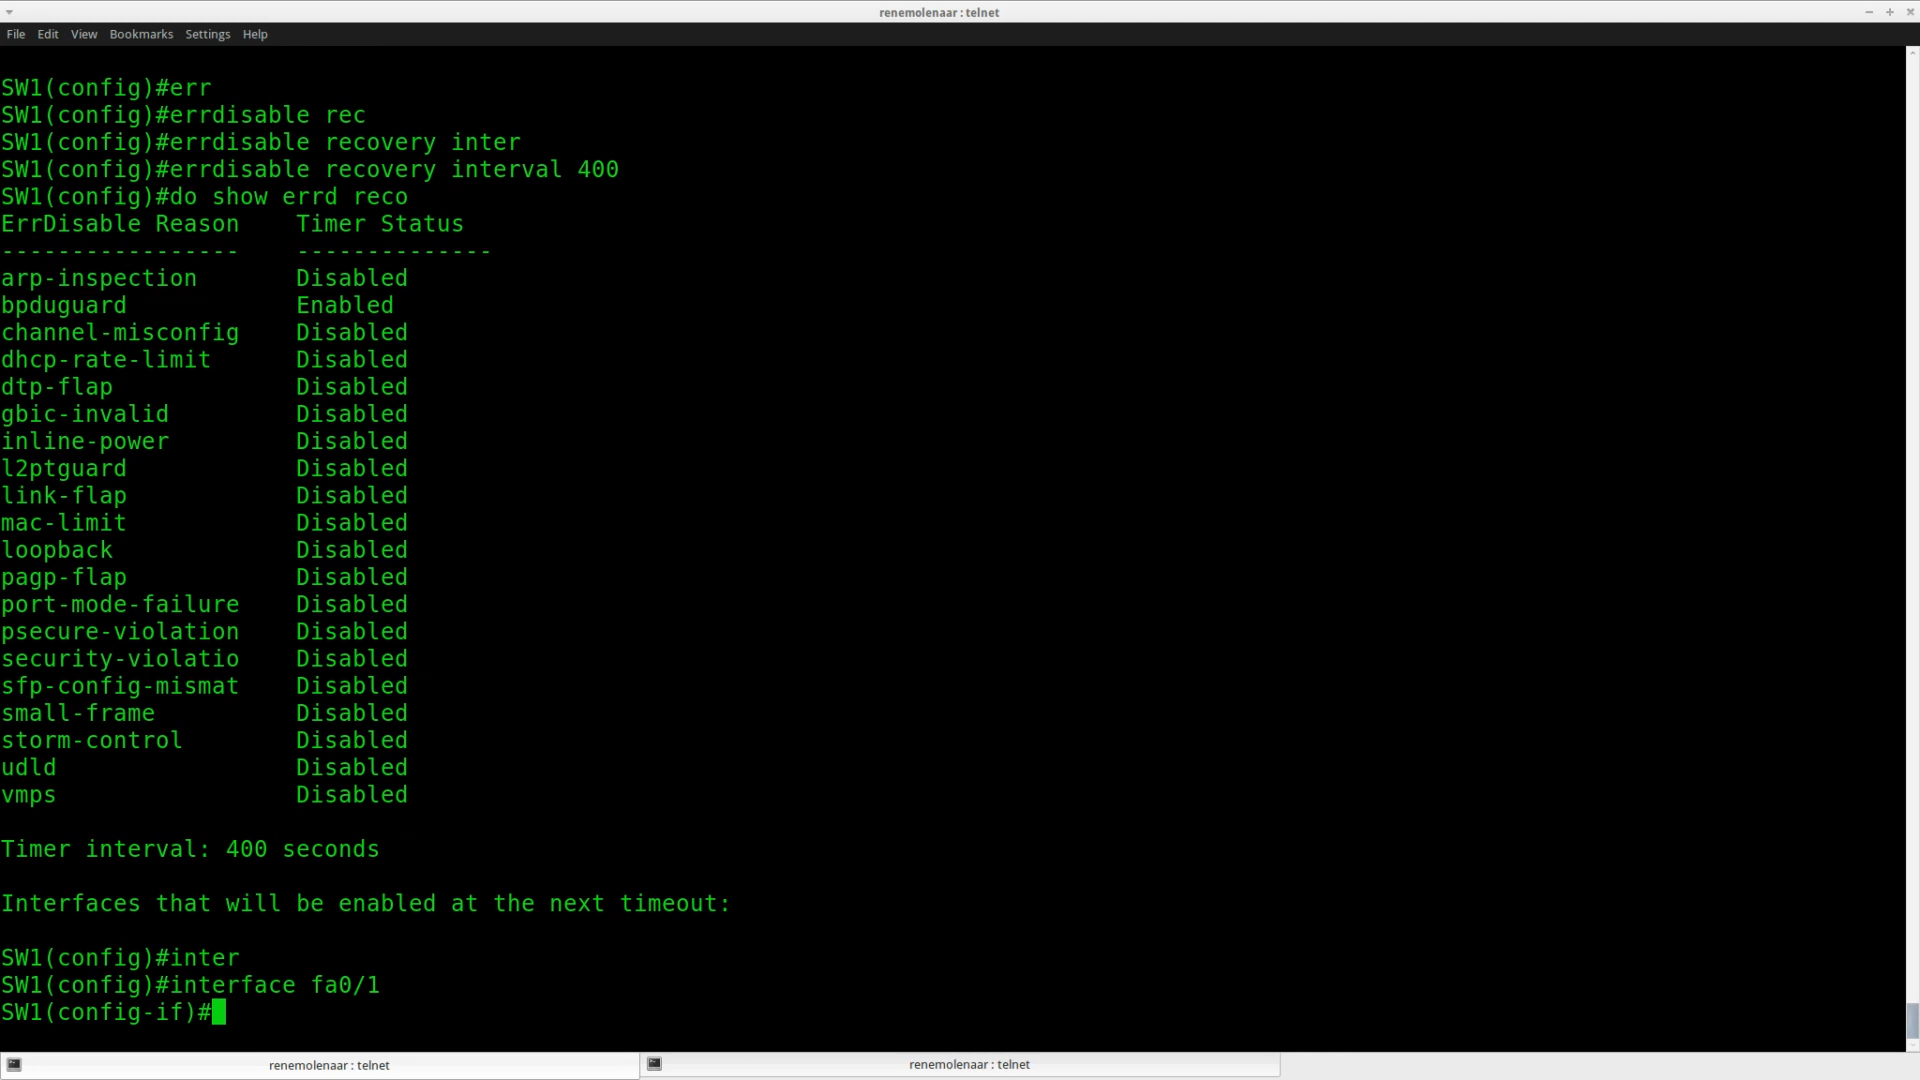 renemolenaar : telnet
File Edit View Bookmarks Settings Help
SW1(config)#err
SW1(config)#errdisable rec
SW1(config)#errdisable recovery inter
SW1(config)#errdisable recovery interval 400
SW1(config)#do show errd reco
ErrDisable Reason    Timer Status
-----------------    --------------
arp-inspection       Disabled
bpduguard            Enabled
channel-misconfig    Disabled
dhcp-rate-limit      Disabled
dtp-flap             Disabled
gbic-invalid         Disabled
inline-power         Disabled
l2ptguard            Disabled
link-flap            Disabled
mac-limit            Disabled
loopback             Disabled
pagp-flap            Disabled
port-mode-failure    Disabled
psecure-violation    Disabled
security-violatio    Disabled
sfp-config-mismat    Disabled
small-frame          Disabled
storm-control        Disabled
udld                 Disabled
vmps                 Disabled
Timer interval: 400 seconds
Interfaces that will be enabled at the next timeout:
SW1(config)#inter
SW1(config)#interface fa0/1
SW1(config-if)#
renemolenaar : telnet
renemolenaar : telnet